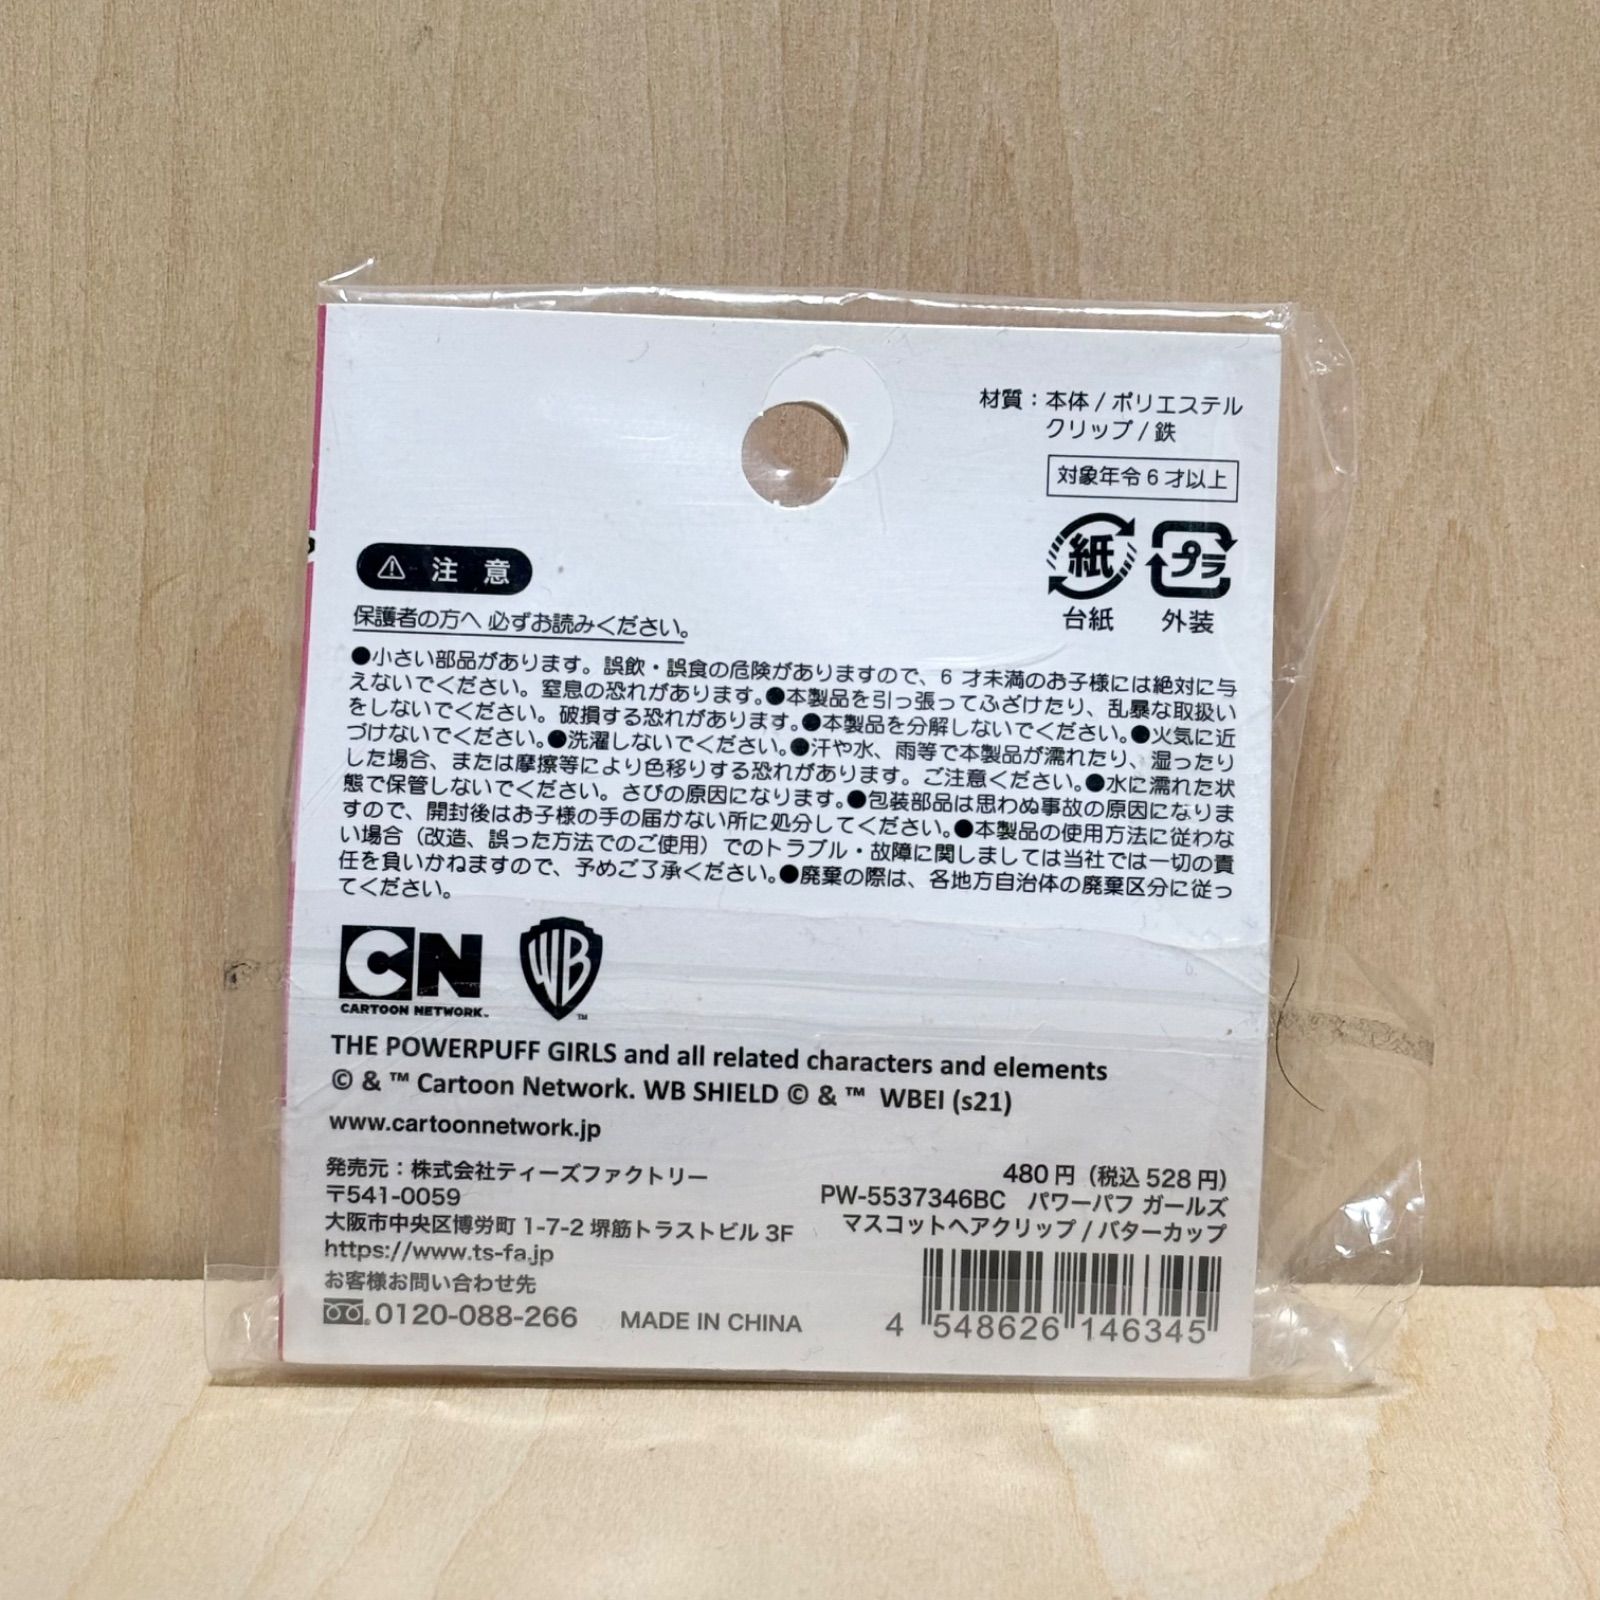 材質：本体 / ポリエステル
クリップ / 鉄
対象年令6才以上
紙
プラ
台紙
外装
注意
保護者の方へ 必ずお読みください。
●小さい部品があります。誤飲・誤食の危険がありますので、6才未満のお子様には絶対に与
えないでください。窒息の恐れがあります。●本製品を引っ張ってふざけたり、乱暴な取扱い
をしないでください。破損する恐れがあります。●本製品を分解しないでください。●火気に近
づけないでください。●洗濯しないでください。●汗や水、雨等で本製品が濡れたり、湿ったり
した場合、または摩擦等により色移りする恐れがあります。ご注意ください。●水に濡れた状
態で保管しないでください。さびの原因になります。●包装部品は思わぬ事故の原因になりま
すので、開封後はお子様の手の届かない所に処分してください。●本製品の使用方法に従わな
い場合（改造、誤った方法でのご使用）でのトラブル・故障に関しましては当社では一切の責
任を負いかねますので、予めご了承ください。●廃棄の際は、各地方自治体の廃棄区分に従っ
てください。
CN
CARTOON NETWORK™
WB™
THE POWERPUFF GIRLS and all related characters and elements
© & ™ Cartoon Network. WB SHIELD © & ™ WBEI (s21)
www.cartoonnetwork.jp
発売元：株式会社ティーズファクトリー
〒541-0059
大阪市中央区博労町 1-7-2 堺筋トラストビル 3F
https://www.ts-fa.jp
お客様お問い合わせ先
0120-088-266
MADE IN CHINA
480円（税込528円）
PW-5537346BC パワーパフ ガールズ
マスコットヘアクリップ / バターカップ
4 548626 146345